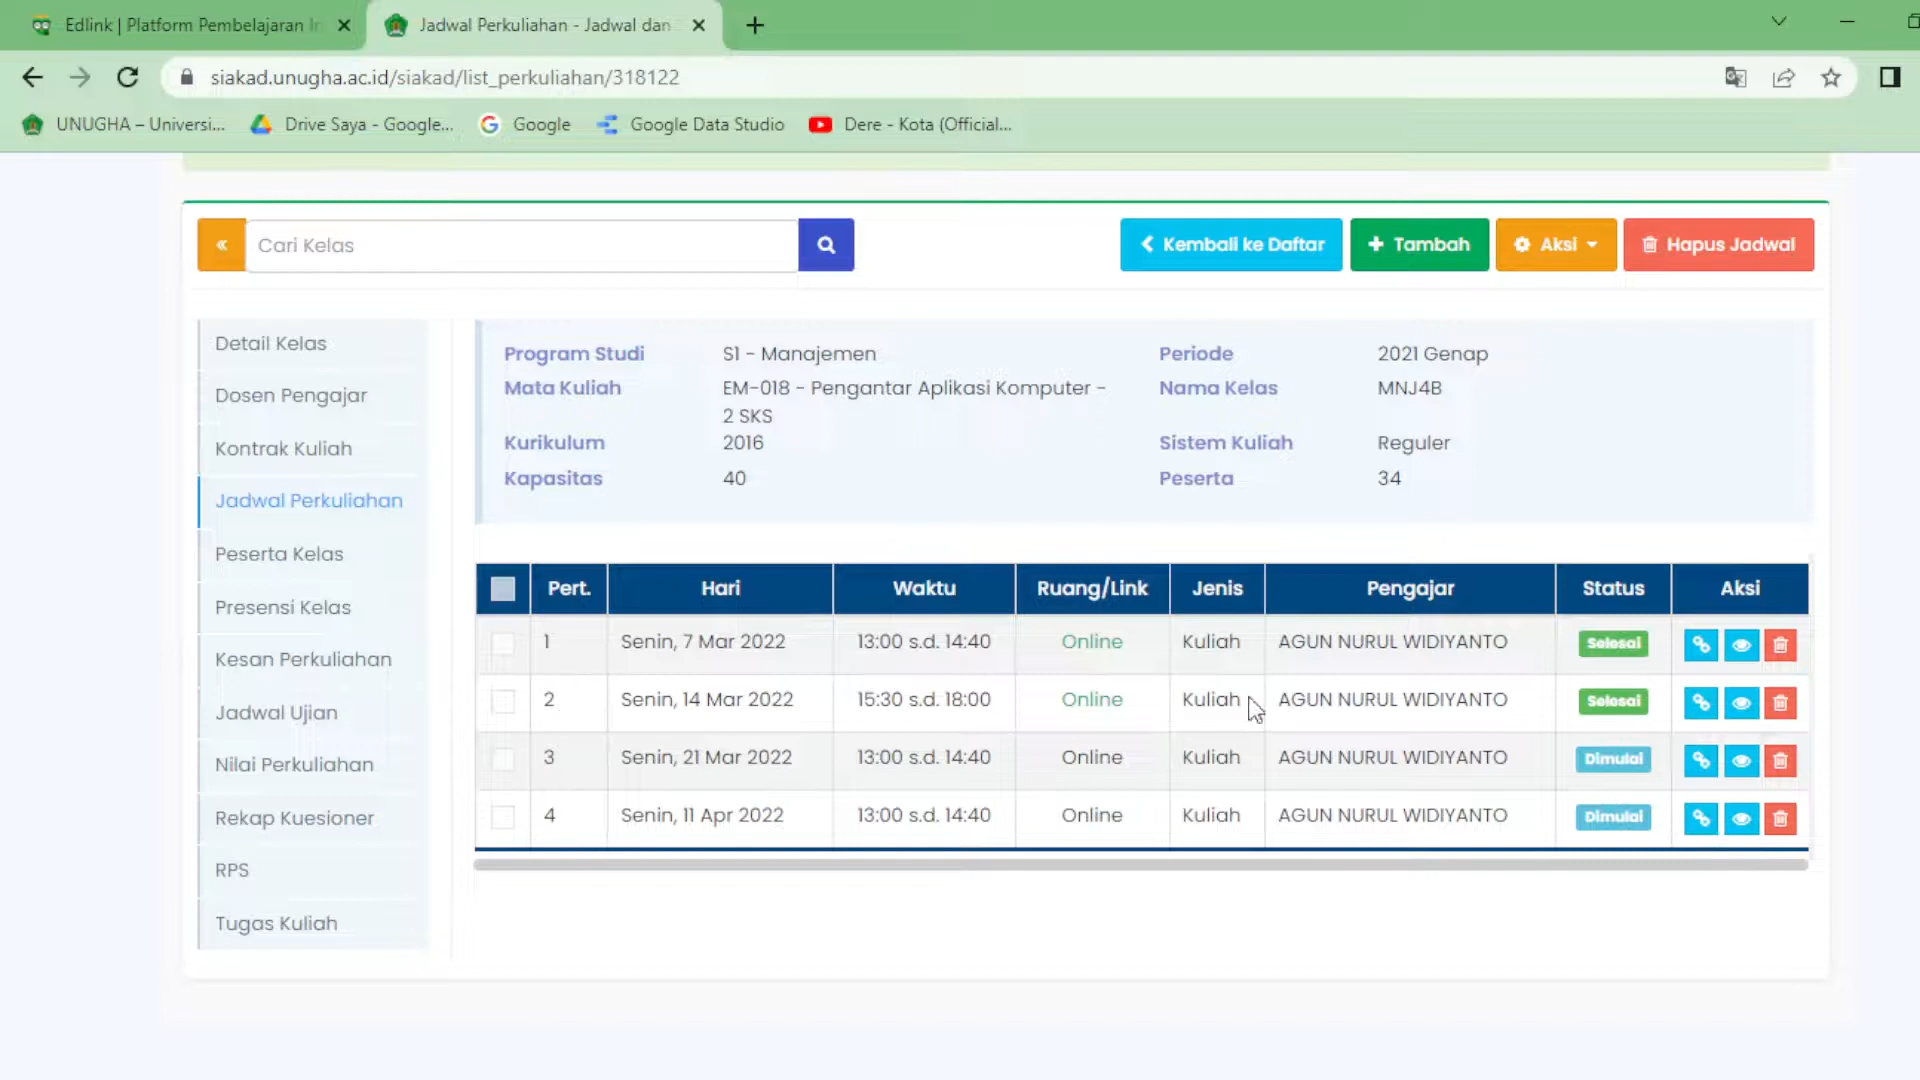 Edlink | Platform Pembelajaran In
Jadwal Perkuliahan - Jadwal dan
siakad.unugha.ac.id/siakad/list_perkuliahan/318122
UNUGHA – Universi...
Drive Saya - Google...
Google
Google Data Studio
Dere - Kota (Official...
«
Cari Kelas
Kembali ke Daftar
+ Tambah
Aksi
Hapus Jadwal
Detail Kelas
Dosen Pengajar
Kontrak Kuliah
Jadwal Perkuliahan
Peserta Kelas
Presensi Kelas
Kesan Perkuliahan
Jadwal Ujian
Nilai Perkuliahan
Rekap Kuesioner
RPS
Tugas Kuliah
Program Studi S1 - Manajemen Periode 2021 Genap
Mata Kuliah EM-018 - Pengantar Aplikasi Komputer - Nama Kelas MNJ4B
2 SKS
Kurikulum 2016 Sistem Kuliah Reguler
Kapasitas 40 Peserta 34
Pert. Hari Waktu Ruang/Link Jenis Pengajar Status Aksi
1 Senin, 7 Mar 2022 13:00 s.d. 14:40 Online Kuliah AGUN NURUL WIDIYANTO Selesai
2 Senin, 14 Mar 2022 15:30 s.d. 18:00 Online Kuliah AGUN NURUL WIDIYANTO Selesai
3 Senin, 21 Mar 2022 13:00 s.d. 14:40 Online Kuliah AGUN NURUL WIDIYANTO Dimulai
4 Senin, 11 Apr 2022 13:00 s.d. 14:40 Online Kuliah AGUN NURUL WIDIYANTO Dimulai